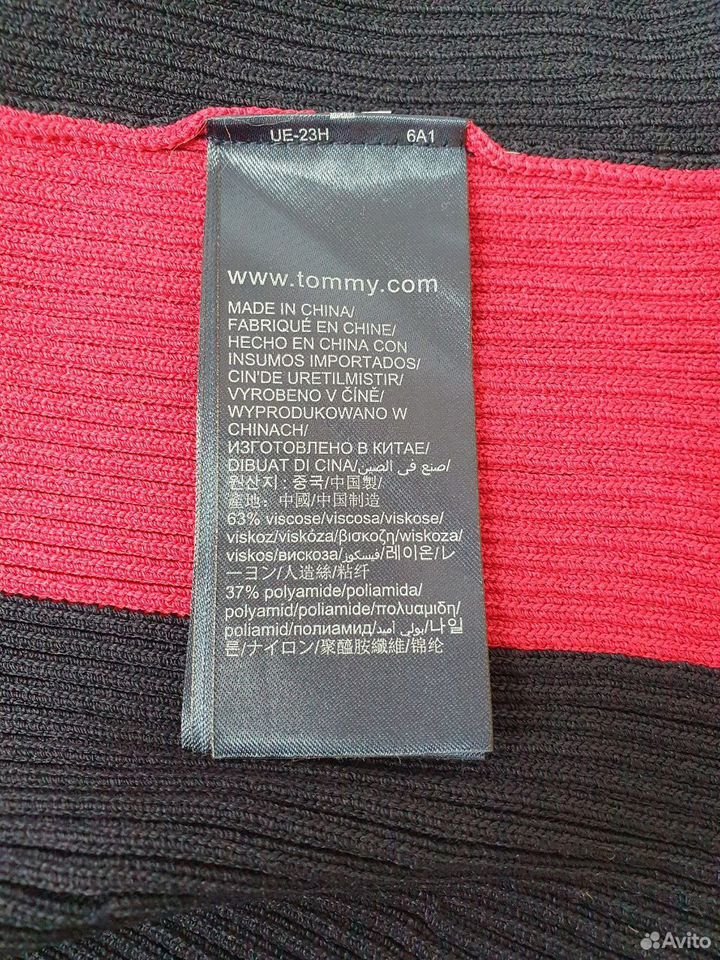 UE-23H 6A1
www.tommy.com
MADE IN CHINA/
FABRIQUÉ EN CHINE/
HECHO EN CHINA CON
INSUMOS IMPORTADOS/
CIN'DE URETILMISTIR/
VYROBENO V ČÍNĚ/
WYPRODUKOWANO W
CHINACH/
ИЗГОТОВЛЕНО В КИТАЕ/
DIBUAT DI CINA/صنع في الصين/
원산지 : 중국/中国製/
產地: 中國/中国制造
63% viscose/viscosa/viskose/
viskoz/viskóza/βισκοζη/wiskoza/
viskos/вискоза/فيسكوز/레이온/レ
ーヨン/人造絲/粘纤
37% polyamide/poliamida/
polyamid/poliamide/πολυαμιδη/
poliamid/полиамид/بولي أميد/나일
론/ナイロン/聚醯胺纖維/锦纶
Avito